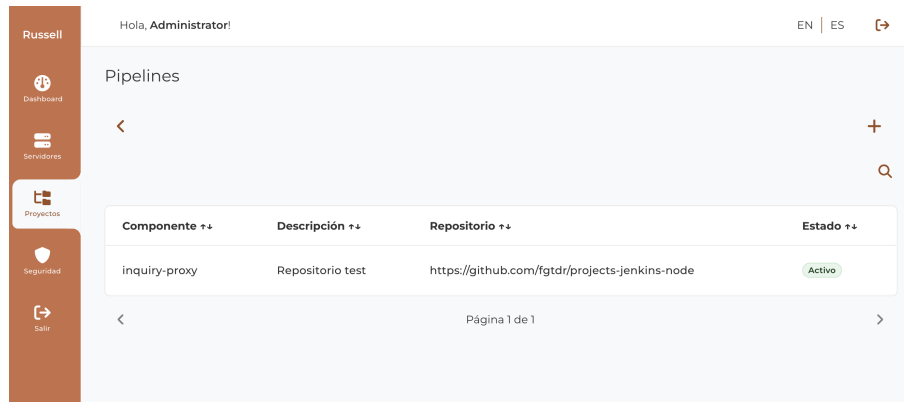 Russell
Hola, Administrator!
EN | ES
Dashboard
Servidores
Proyectos
Seguridad
Salir
Pipelines
Componente ↑↓ Descripción ↑↓ Repositorio ↑↓ Estado ↑↓
inquiry-proxy Repositorio test https://github.com/fgtdr/projects-jenkins-node Activo
Página 1 de 1